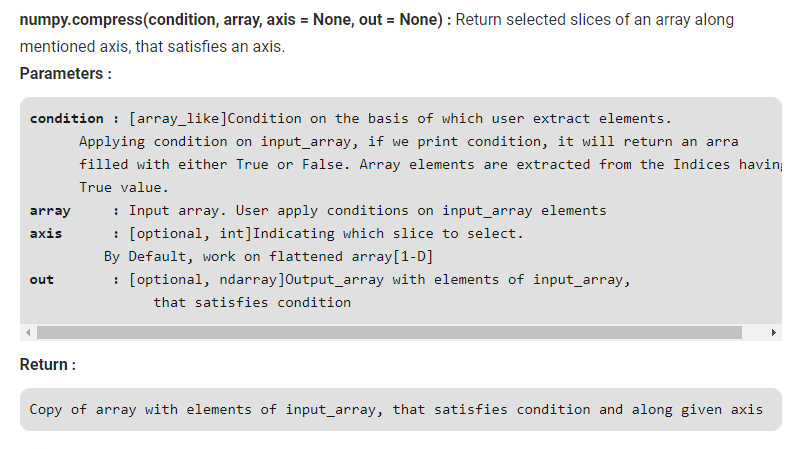 numpy.compress(condition, array, axis = None, out = None) : Return selected slices of an array along
mentioned axis, that satisfies an axis.
Parameters :
condition : [array_like]Condition on the basis of which user extract elements.
Applying condition on input_array, if we print condition, it will return an arra
filled with either True or False. Array elements are extracted from the Indices having
True value.
array : Input array. User apply conditions on input_array elements
axis : [optional, int]Indicating which slice to select.
By Default, work on flattened array[1-D]
out : [optional, ndarray]Output_array with elements of input_array,
that satisfies condition
Return :
Copy of array with elements of input_array, that satisfies condition and along given axis